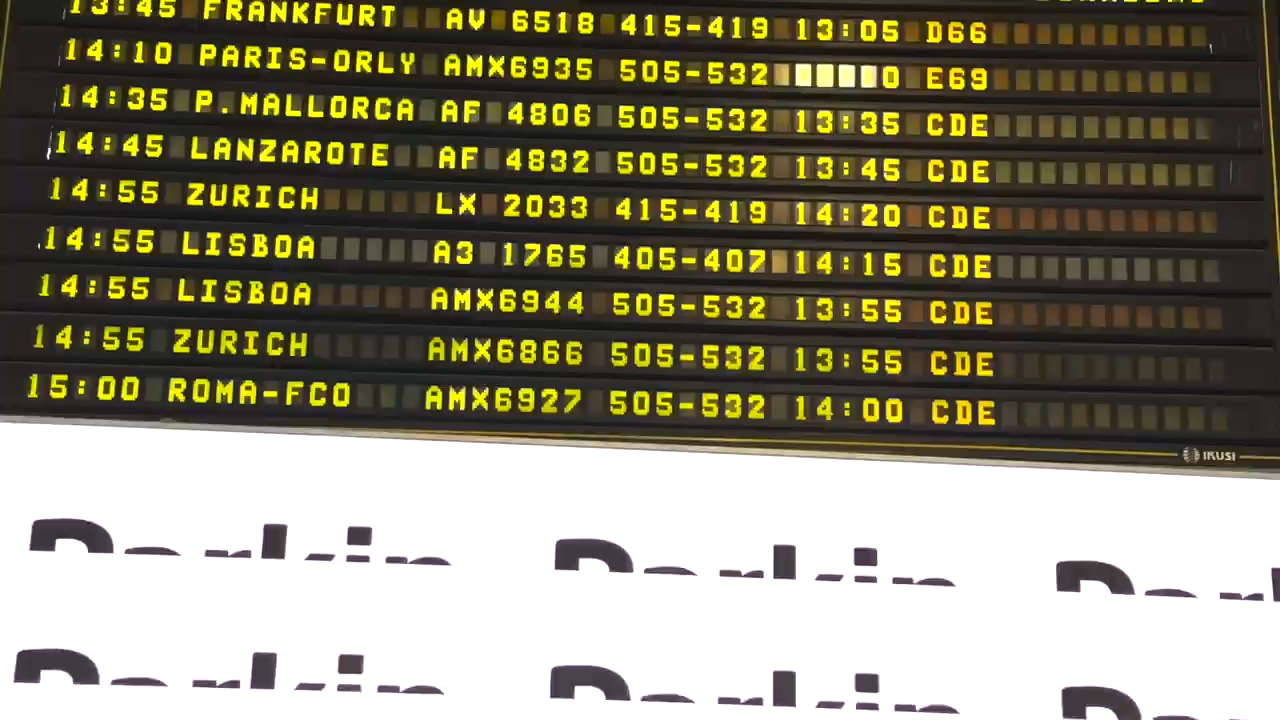 13:45 FRANKFURT AV 6518 415-419 13:05 D66
14:10 PARIS-ORLY AMX6935 505-532 0 E69
14:35 P.MALLORCA AF 4806 505-532 13:35 CDE
14:45 LANZAROTE AF 4832 505-532 13:45 CDE
14:55 ZURICH LX 2033 415-419 14:20 CDE
14:55 LISBOA A3 1765 405-407 14:15 CDE
14:55 LISBOA AMX6944 505-532 13:55 CDE
14:55 ZURICH AMX6866 505-532 13:55 CDE
15:00 ROMA-FCO AMX6927 505-532 14:00 CDE
IKUSI